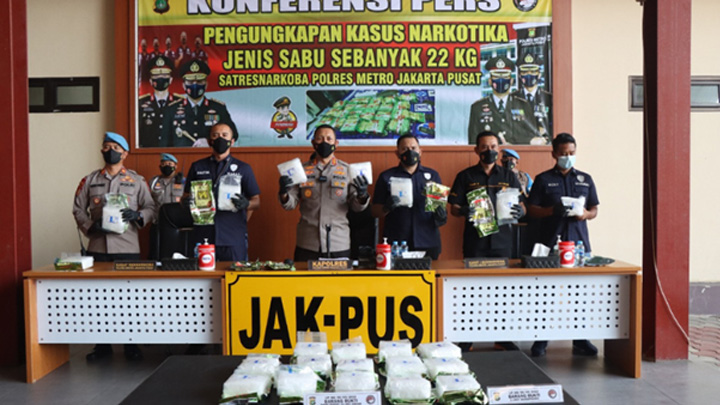 KONFERENSI PERS
PENGUNGKAPAN KASUS NARKOTIKA
JENIS SABU SEBANYAK 22 KG
SATRESNARKOBA POLRES METRO JAKARTA PUSAT
KAPOLRES
JAK-PUS
BARANG BUKTI
BARANG BUKTI